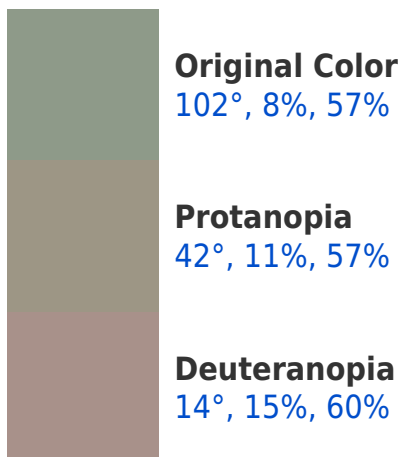 Original Color
102°, 8%, 57%
Protanopia
42°, 11%, 57%
Deuteranopia
14°, 15%, 60%